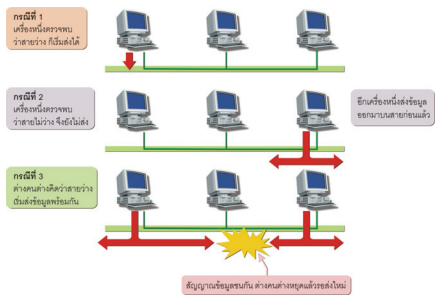 กรณีที่ 1
เครื่องหนึ่งตรวจพบ
ว่าสายว่าง ก็เริ่มส่งได้
กรณีที่ 2
เครื่องหนึ่งตรวจพบ
ว่าสายไม่ว่าง จึงยังไม่ส่ง
อีกเครื่องหนึ่งส่งข้อมูล
ออกมาบนสายก่อนแล้ว
กรณีที่ 3
ต่างคนต่างคิดว่าสายว่าง
เริ่มส่งข้อมูลพร้อมกัน
สัญญาณข้อมูลชนกัน ต่างคนต่างหยุดแล้วรอส่งใหม่